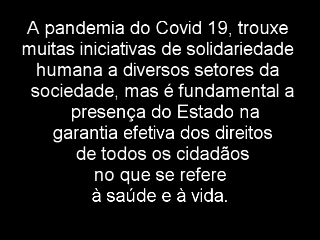 A pandemia do Covid 19, trouxe
muitas iniciativas de solidariedade
humana a diversos setores da
sociedade, mas é fundamental a
presença do Estado na
garantia efetiva dos direitos
de todos os cidadãos
no que se refere
à saúde e à vida.